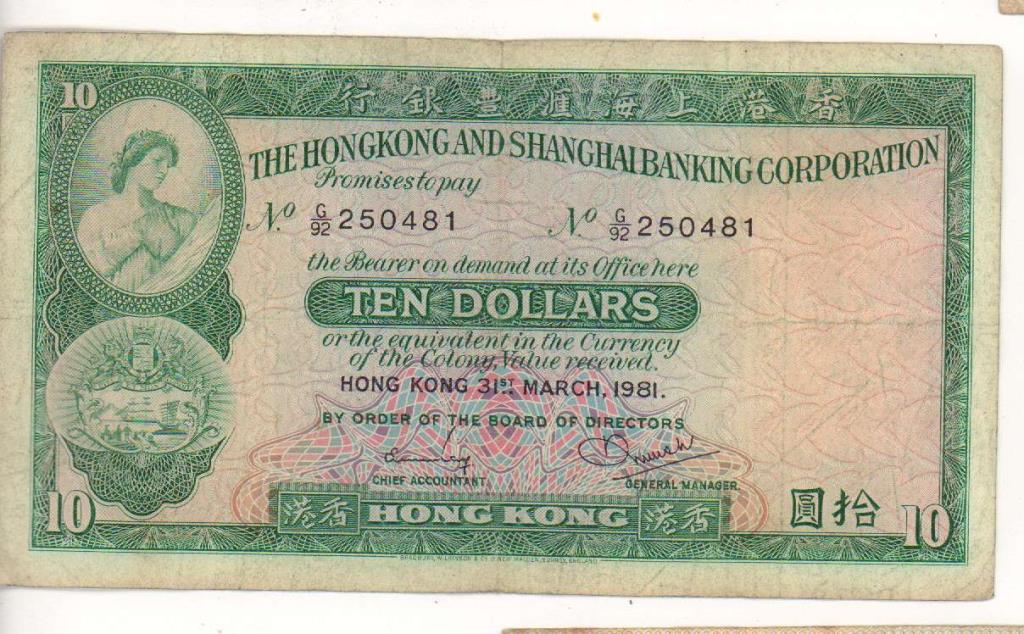 香港上海滙豐銀行
10
THE HONGKONG AND SHANGHAI BANKING CORPORATION
Promises to pay
No. G/92 250481 No. G/92 250481
the Bearer on demand at its Office here
TEN DOLLARS
or the equivalent in the Currency
of the Colony, Value received.
HONG KONG 31ST MARCH, 1981.
BY ORDER OF THE BOARD OF DIRECTORS
CHIEF ACCOUNTANT GENERAL MANAGER.
10 香港 HONG KONG 香港 拾圓 10